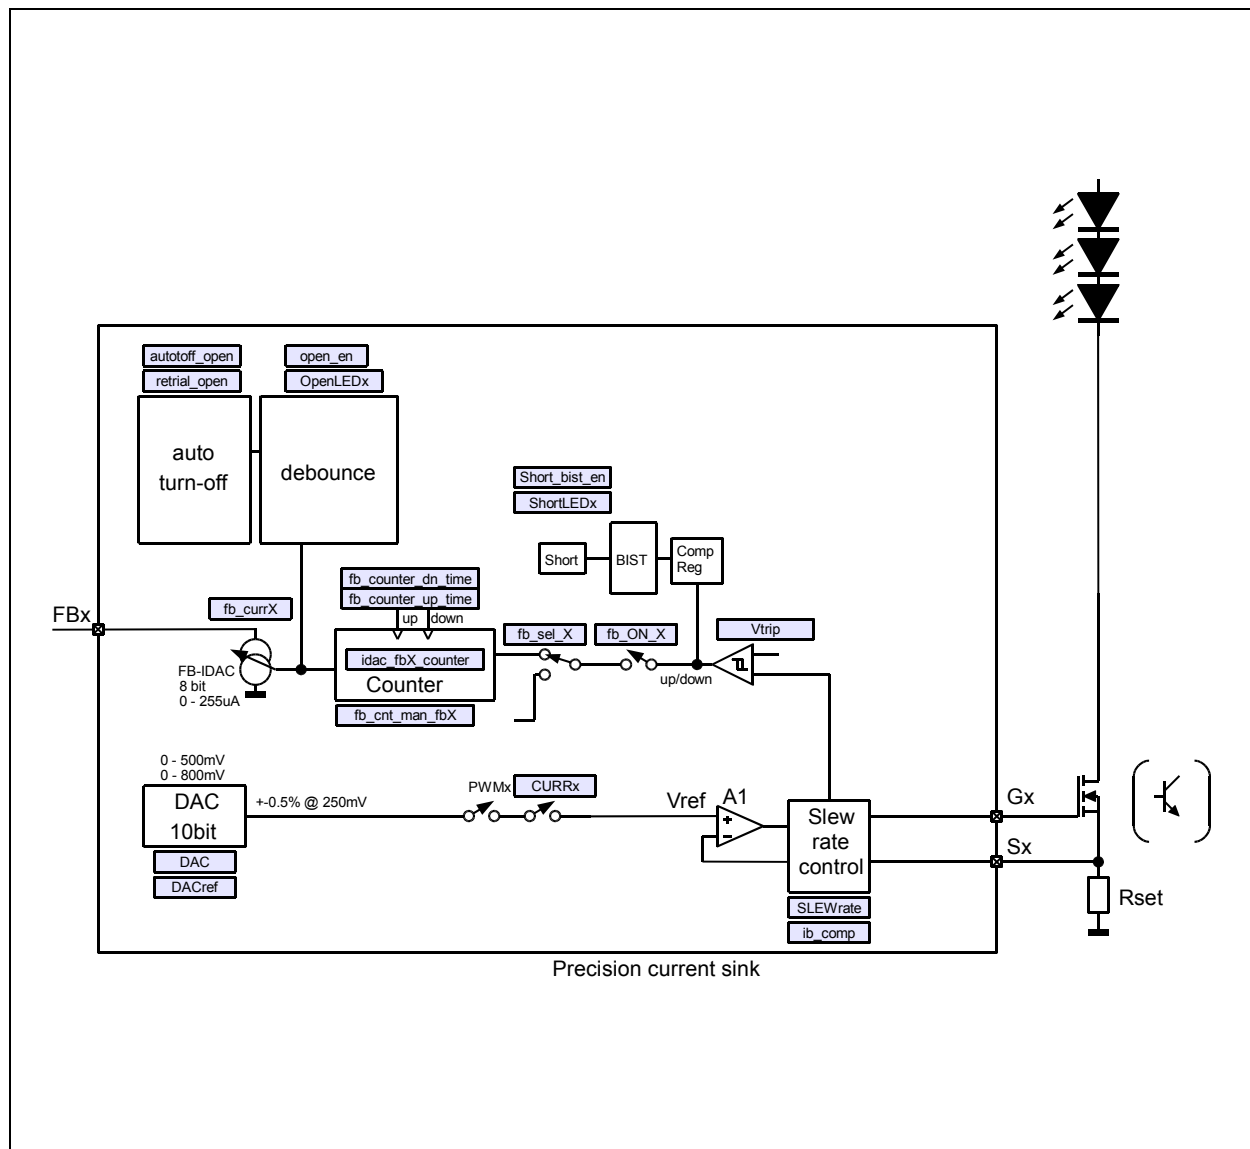 autotoff_open
open_en
retrial_open
OpenLEDx
auto
turn-off
debounce
Short_bist_en
ShortLEDx
Short
BIST
Comp
Reg
fb_counter_dn_time
fb_counter_up_time
up
down
FBx
fb_currX
fb_sel_X
fb_ON_X
Vtrip
FB-IDAC
8 bit
0 - 255uA
idac_fbX_counter
Counter
up/down
fb_cnt_man_fbX
0 - 500mV
0 - 800mV
DAC
10bit
+-0.5% @ 250mV
PWMx
CURRx
Vref
A1
+
−
Slew
rate
control
Gx
Sx
DAC
DACref
SLEWrate
ib_comp
Rset
Precision current sink